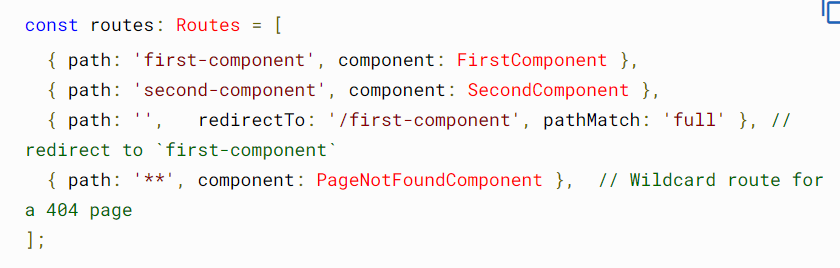 const routes: Routes = [
  { path: 'first-component', component: FirstComponent },
  { path: 'second-component', component: SecondComponent },
  { path: '',   redirectTo: '/first-component', pathMatch: 'full' }, //
redirect to `first-component`
  { path: '**', component: PageNotFoundComponent },  // Wildcard route for
a 404 page
];